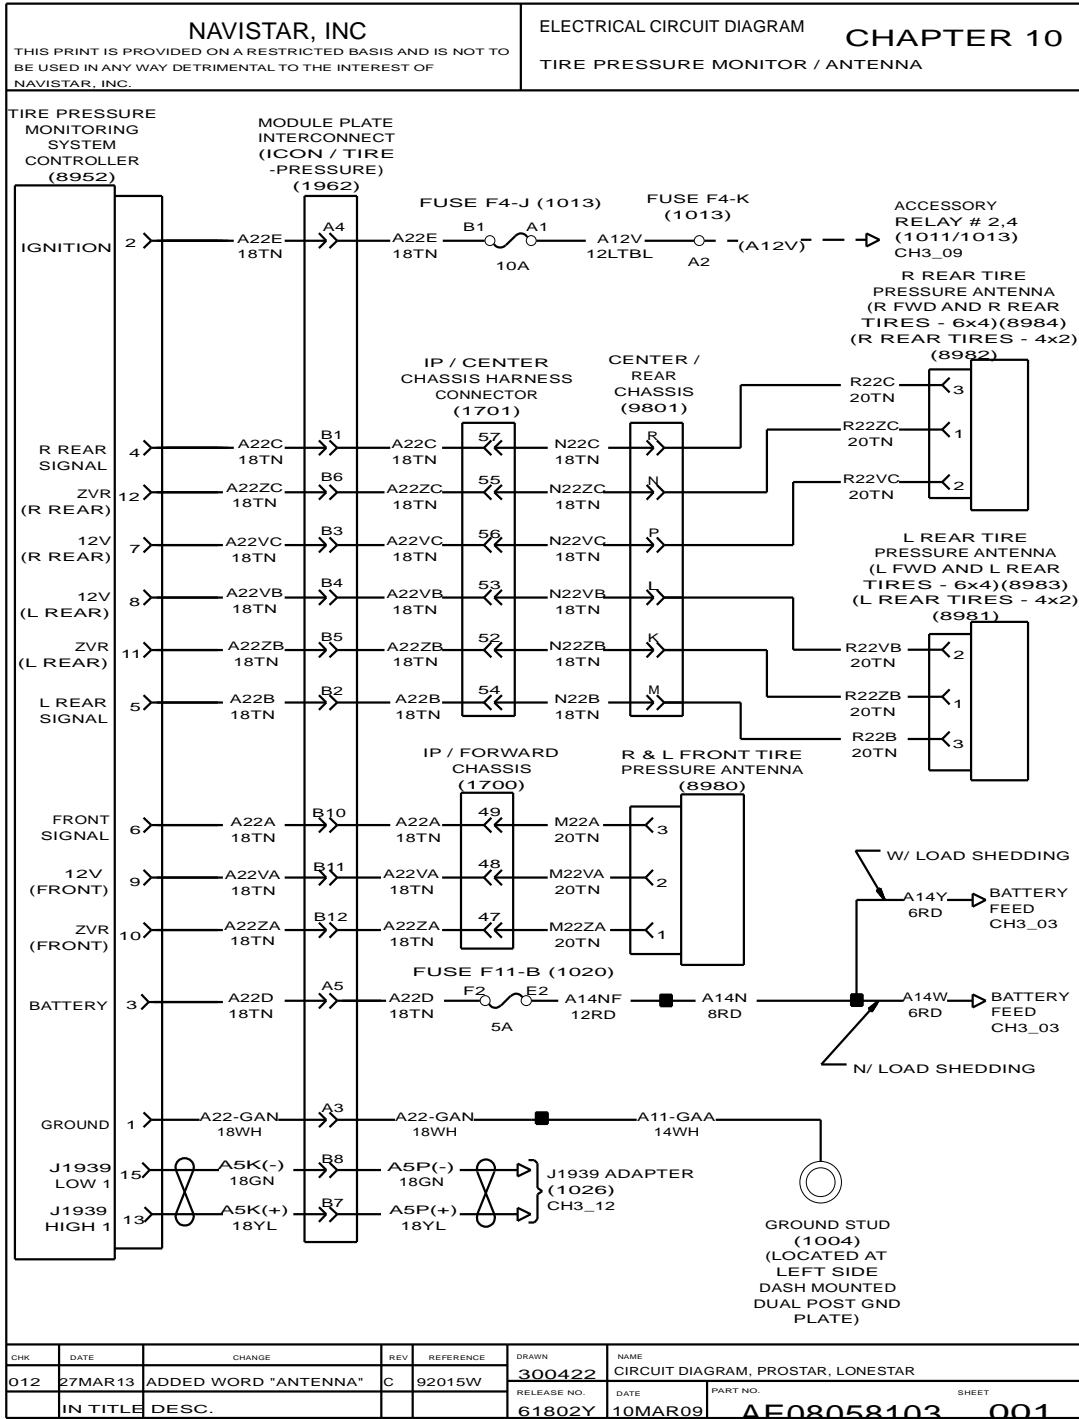 NAVISTAR, INC
THIS PRINT IS PROVIDED ON A RESTRICTED BASIS AND IS NOT TO
BE USED IN ANY WAY DETRIMENTAL TO THE INTEREST OF
NAVISTAR, INC.
ELECTRICAL CIRCUIT DIAGRAM
CHAPTER 10
TIRE PRESSURE MONITOR / ANTENNA
TIRE PRESSURE
MONITORING
SYSTEM
CONTROLLER
(8952)
MODULE PLATE
INTERCONNECT
(ICON / TIRE
-PRESSURE)
(1962)
FUSE F4-J (1013)
FUSE F4-K
(1013)
ACCESSORY
RELAY # 2,4
(1011/1013)
CH3_09
IGNITION 2 A22E A4 A22E B1 A1 A12V (A12V)
18TN 18TN 10A 12LTBL A2
R REAR TIRE
PRESSURE ANTENNA
(R FWD AND R REAR
TIRES - 6x4)(8984)
(R REAR TIRES - 4x2)
(8982)
IP / CENTER
CHASSIS HARNESS
CONNECTOR
(1701)
CENTER /
REAR
CHASSIS
(9801)
R22C 3
20TN
R22ZC 1
20TN
R22VC 2
20TN
R REAR
SIGNAL
4 A22C B1 A22C 57 N22C R
18TN 18TN 18TN
ZVR
(R REAR)
12 A22ZC B6 A22ZC 55 N22ZC N
18TN 18TN 18TN
12V
(R REAR)
7 A22VC B3 A22VC 56 N22VC P
18TN 18TN 18TN
L REAR TIRE
PRESSURE ANTENNA
(L FWD AND L REAR
TIRES - 6x4)(8983)
(L REAR TIRES - 4x2)
(8981)
12V
(L REAR)
8 A22VB B4 A22VB 53 N22VB L
18TN 18TN 18TN
ZVR
(L REAR)
11 A22ZB B5 A22ZB 52 N22ZB K
18TN 18TN 18TN
L REAR
SIGNAL
5 A22B B2 A22B 54 N22B M
18TN 18TN 18TN
R22VB 2
20TN
R22ZB 1
20TN
R22B 3
20TN
IP / FORWARD
CHASSIS
(1700)
R & L FRONT TIRE
PRESSURE ANTENNA
(8980)
FRONT
SIGNAL
6 A22A B10 A22A 49 M22A 3
18TN 18TN 20TN
12V
(FRONT)
9 A22VA B11 A22VA 48 M22VA 2
18TN 18TN 20TN
ZVR
(FRONT)
10 A22ZA B12 A22ZA 47 M22ZA 1
18TN 18TN 20TN
W/ LOAD SHEDDING
A14Y
6RD
BATTERY
FEED
CH3_03
FUSE F11-B (1020)
BATTERY 3 A22D A5 A22D F2 E2 A14NF A14N A14W
18TN 18TN 5A 12RD 8RD 6RD
BATTERY
FEED
CH3_03
N/ LOAD SHEDDING
GROUND 1 A22-GAN A3 A22-GAN A11-GAA
18WH 18WH 14WH
J1939
LOW 1
15 A5K(-) B8 A5P(-)
18GN 18GN
J1939
HIGH 1
13 A5K(+) B7 A5P(+)
18YL 18YL
J1939 ADAPTER
(1026)
CH3_12
GROUND STUD
(1004)
(LOCATED AT
LEFT SIDE
DASH MOUNTED
DUAL POST GND
PLATE)
CHK DATE CHANGE REV REFERENCE
012 27MAR13 ADDED WORD "ANTENNA" C 92015W
IN TITLE DESC.
DRAWN
300422
NAME
CIRCUIT DIAGRAM, PROSTAR, LONESTAR
RELEASE NO.
61802Y
DATE
10MAR09
PART NO.
AE08058103
SHEET
001